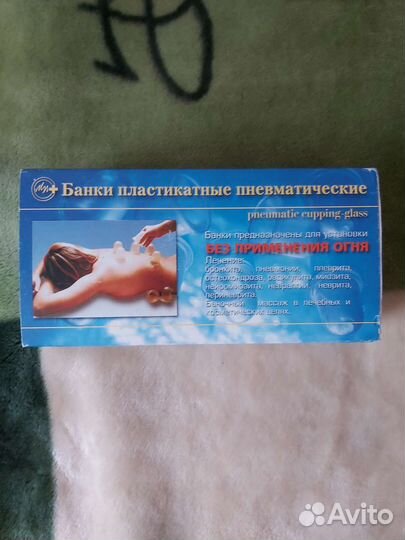 Банки пластикатные пневматические
pneumatic cupping-glass
Банки предназначены для установки
БЕЗ ПРИМЕНЕНИЯ ОГНЯ
Лечение:
бронхита, пневмонии, плеврита,
остеохондроза, радикулита, миозита,
нейромиозита, невралгии, неврита,
периневрита.
Баночный массаж в лечебных и
косметических целях.
Avito